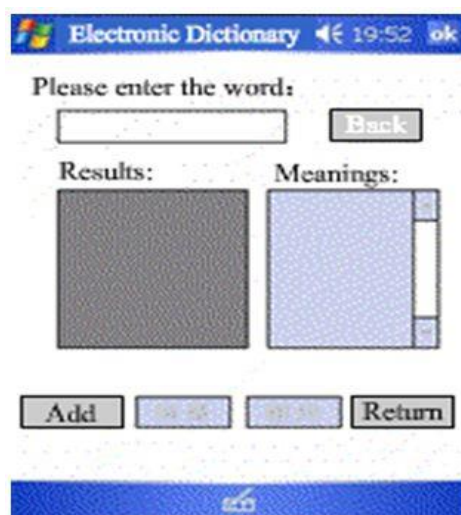 Electronic Dictionary 19:52 ok
Please enter the word:
Back
Results: Meanings:
Add Return